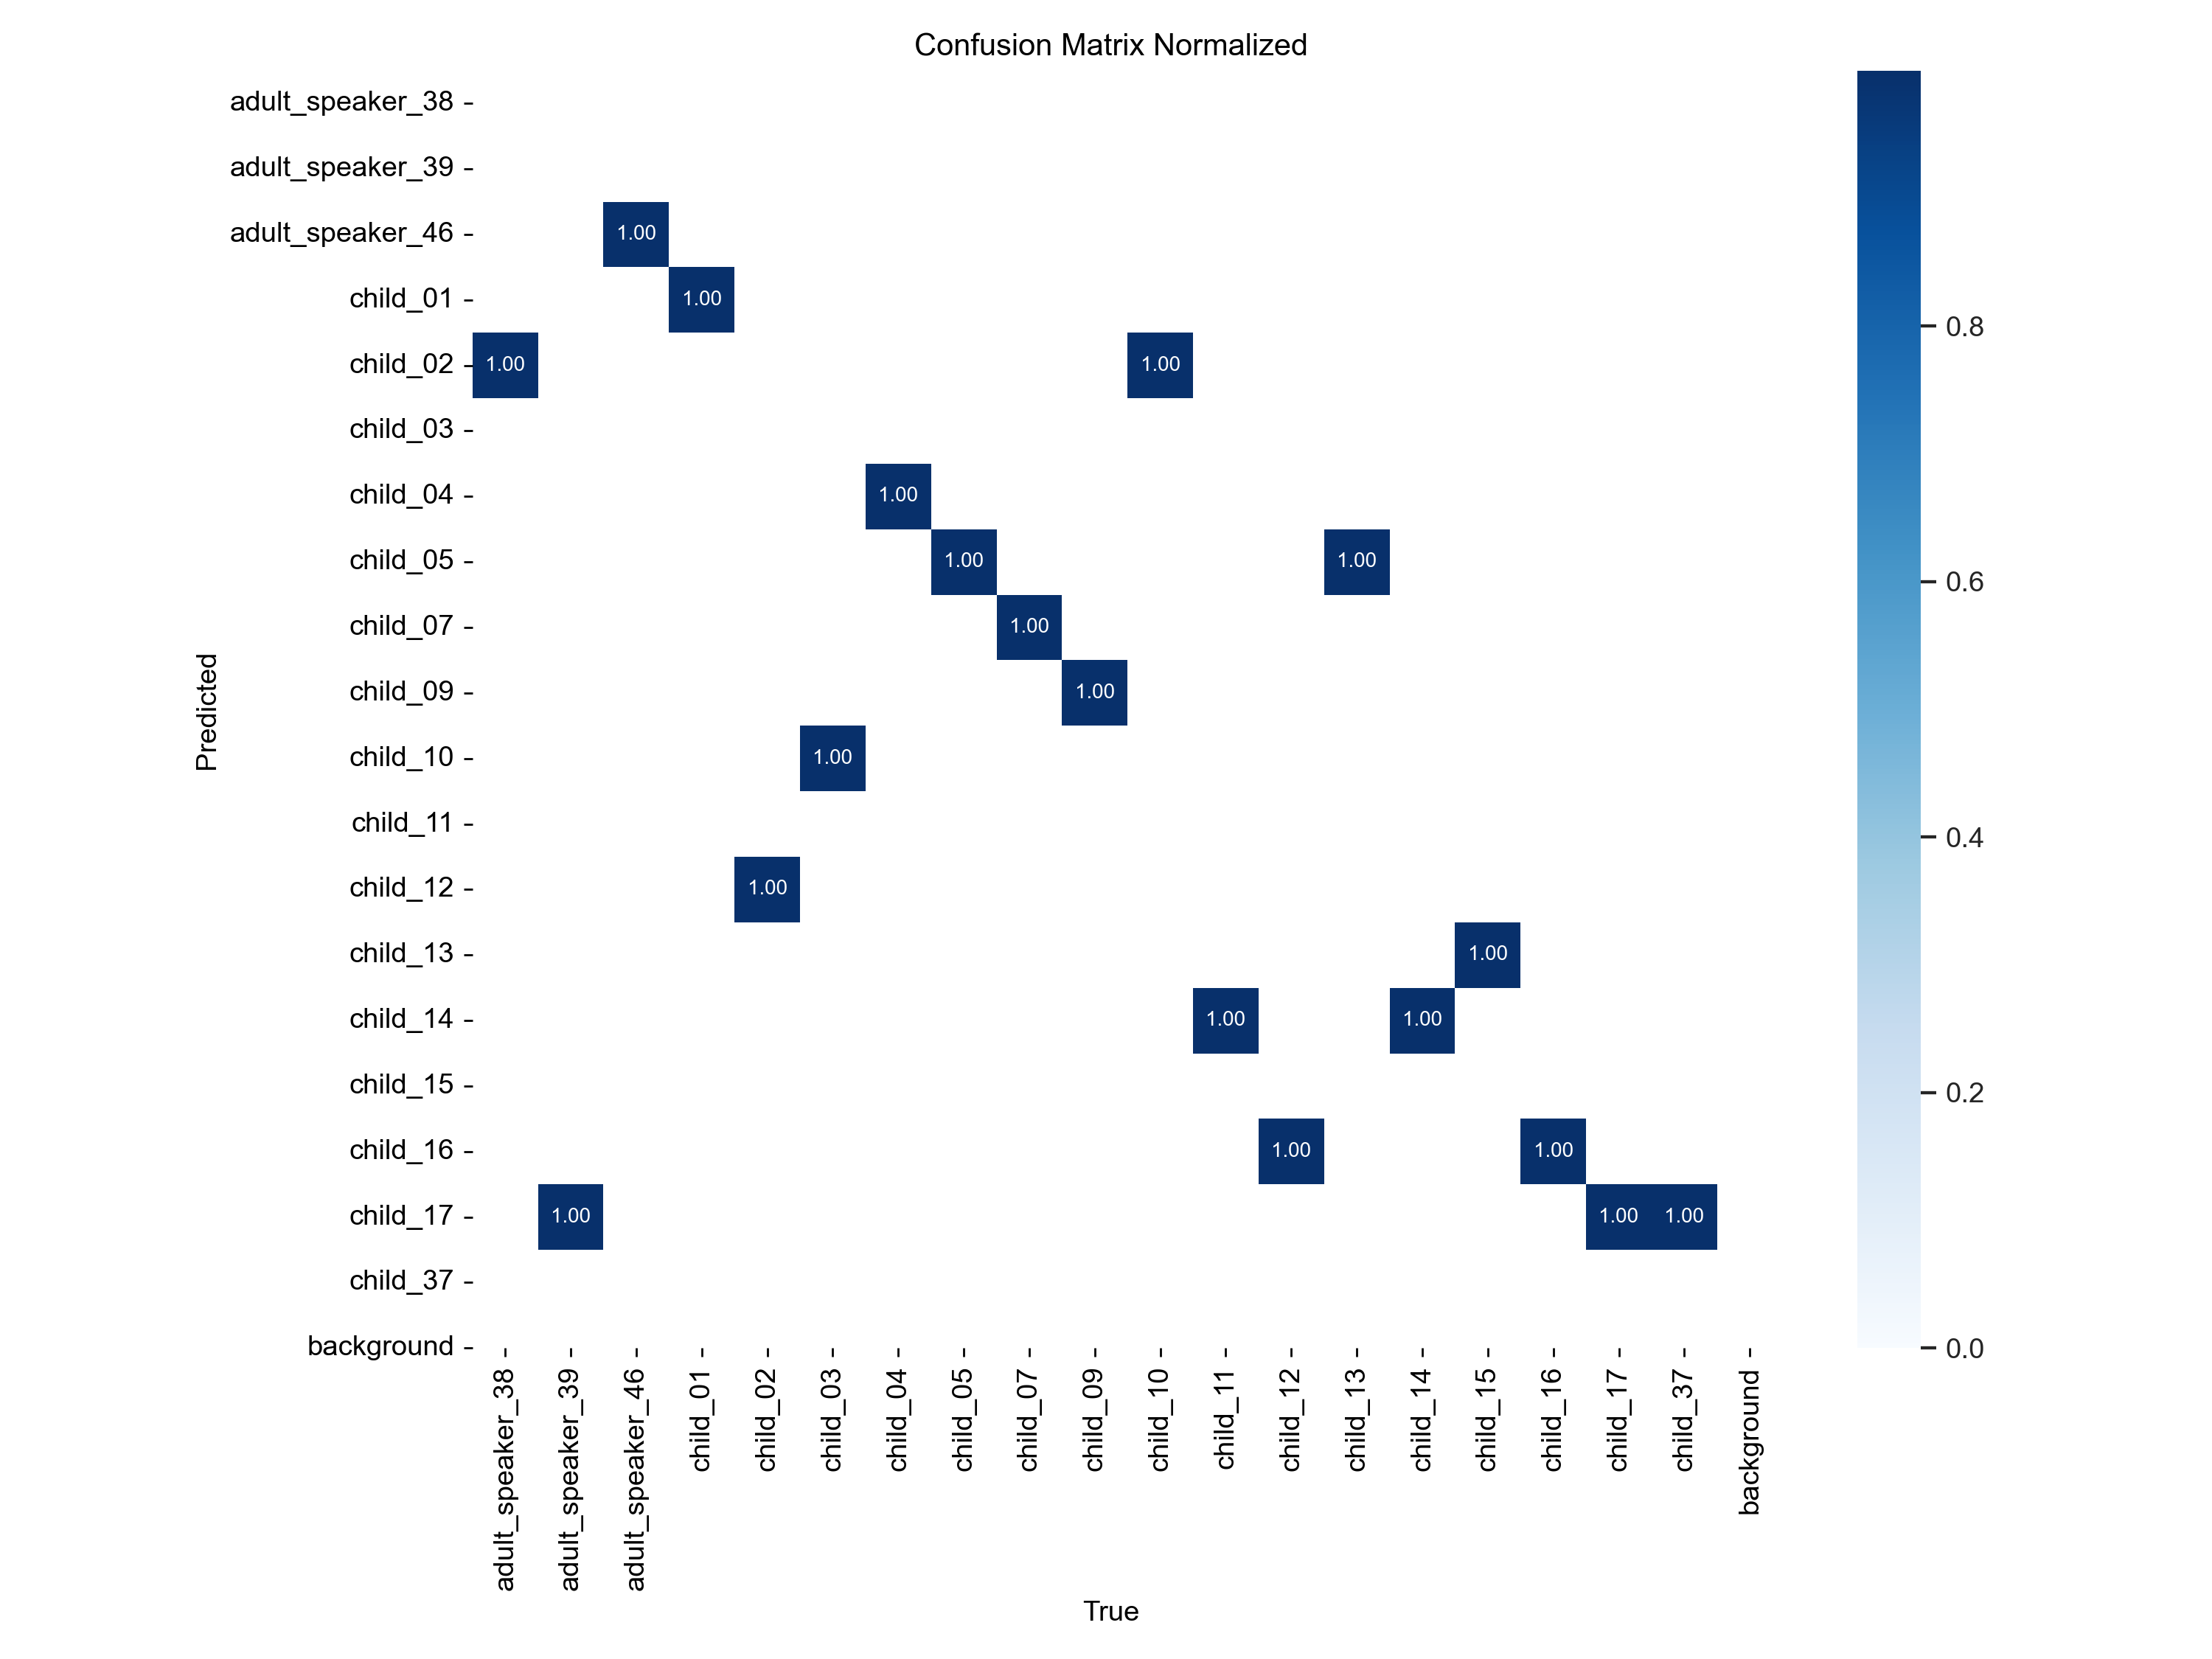 Confusion Matrix Normalized
adult_speaker_38
adult_speaker_39
adult_speaker_46 1.00
child_01 1.00
child_02 1.00 1.00
child_03
child_04 1.00
child_05 1.00 1.00
child_07 1.00
child_09 1.00
child_10 1.00
child_11
child_12 1.00
child_13 1.00
child_14 1.00 1.00
child_15
child_16 1.00 1.00
child_17 1.00 1.00 1.00
child_37
background
Predicted
adult_speaker_38
adult_speaker_39
adult_speaker_46
child_01
child_02
child_03
child_04
child_05
child_07
child_09
child_10
child_11
child_12
child_13
child_14
child_15
child_16
child_17
child_37
background
True
0.8
0.6
0.4
0.2
0.0